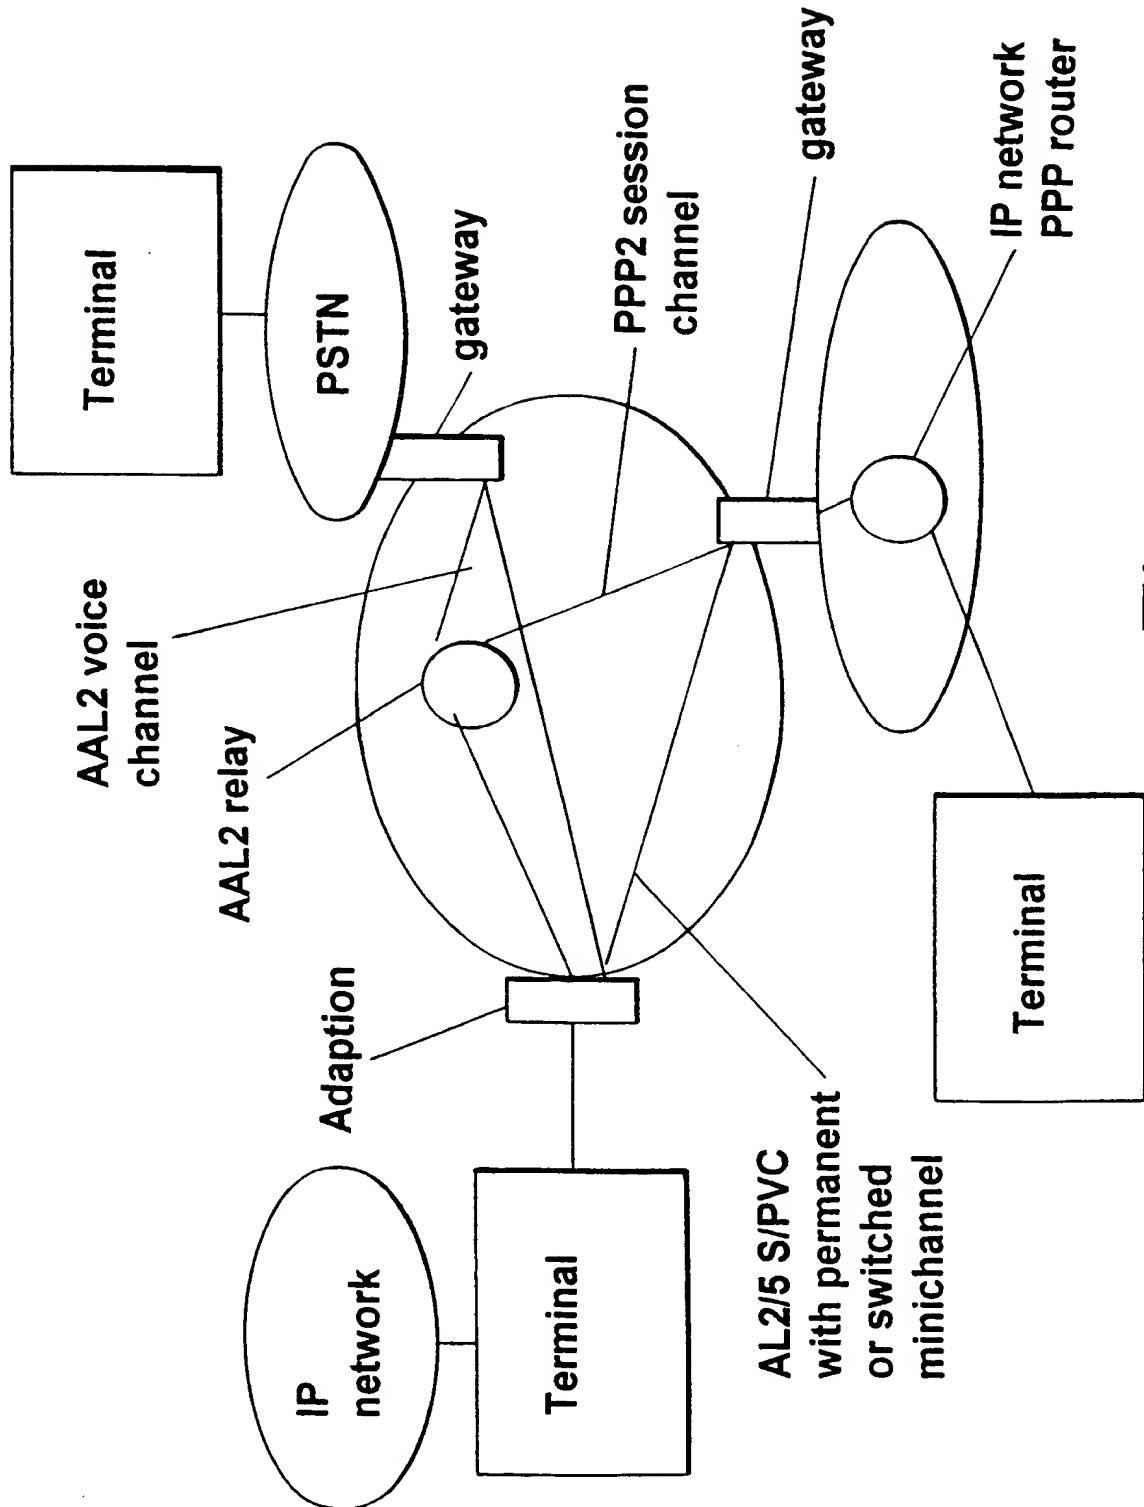 Terminal
PSTN
gateway
AAL2 voice
channel
AAL2 relay
PPP2 session
channel
gateway
IP network
PPP router
Adaption
IP
network
Terminal
AL2/5 S/PVC
with permanent
or switched
minichannel
Terminal